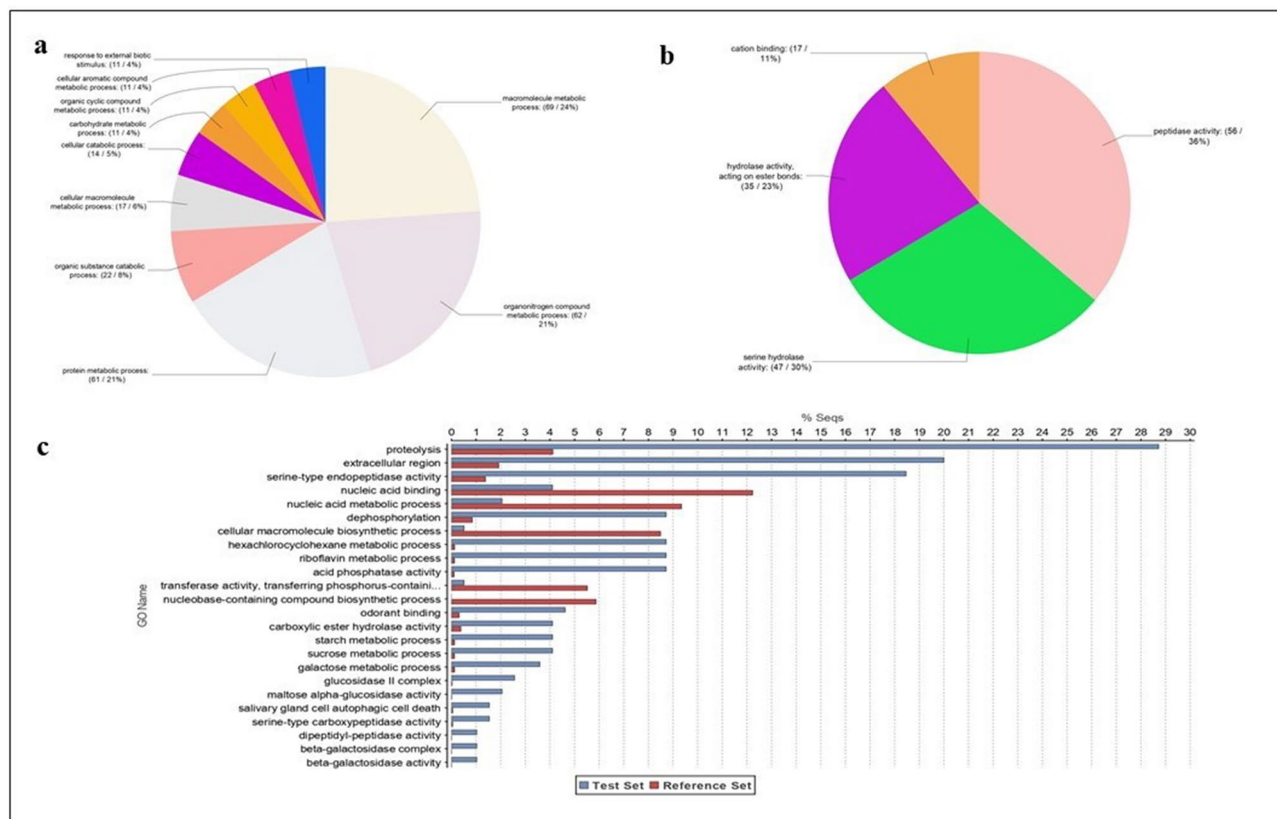 a
response to external biotic
stimulus: (11 / 4%)
cellular aromatic compound
metabolic process: (11 / 4%)
organic cyclic compound
metabolic process: (11 / 4%)
carbohydrate metabolic
process: (11 / 4%)
cellular catabolic process:
(14 / 5%)
cellular macromolecule
metabolic process: (17 / 6%)
organic substance catabolic
process: (22 / 8%)
protein metabolic process:
(61 / 21%)
macromolecule metabolic
process: (69 / 24%)
organonitrogen compound
metabolic process: (62 /
21%)
b
cation binding: (17 /
11%)
peptidase activity: (56 /
36%)
hydrolase activity,
acting on ester bonds:
(35 / 23%)
serine hydrolase
activity: (47 / 30%)
c
% Seqs
0 1 2 3 4 5 6 7 8 9 10 11 12 13 14 15 16 17 18 19 20 21 22 23 24 25 26 27 28 29 30
GO Name
proteolysis
extracellular region
serine-type endopeptidase activity
nucleic acid binding
nucleic acid metabolic process
dephosphorylation
cellular macromolecule biosynthetic process
hexachlorocyclohexane metabolic process
riboflavin metabolic process
acid phosphatase activity
transferase activity, transferring phosphorus-containi...
nucleobase-containing compound biosynthetic process
odorant binding
carboxylic ester hydrolase activity
starch metabolic process
sucrose metabolic process
galactose metabolic process
glucosidase II complex
maltose alpha-glucosidase activity
salivary gland cell autophagic cell death
serine-type carboxypeptidase activity
dipeptidyl-peptidase activity
beta-galactosidase complex
beta-galactosidase activity
Test Set Reference Set